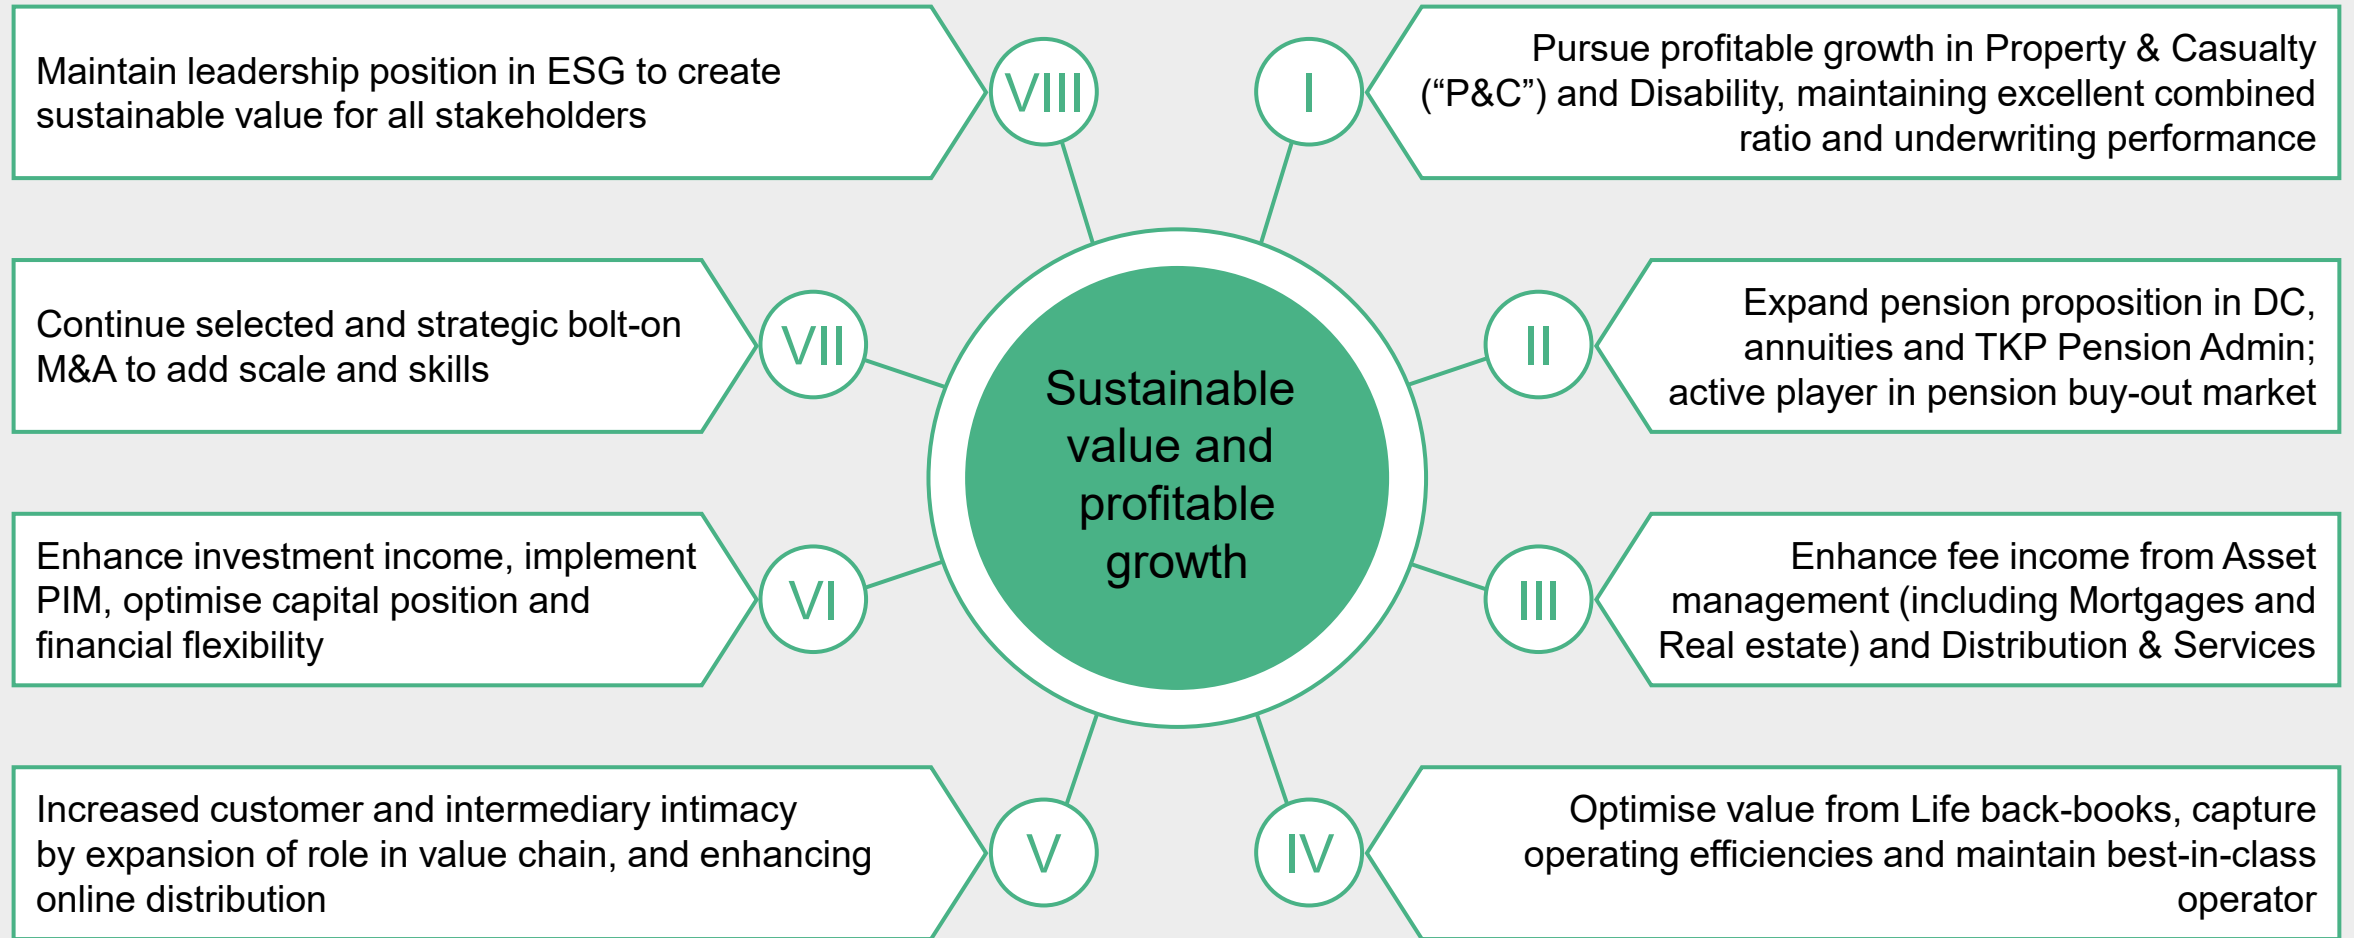 Maintain leadership position in ESG to create
sustainable value for all stakeholders
VIII
I
Pursue profitable growth in Property & Casualty
(“P&C”) and Disability, maintaining excellent combined
ratio and underwriting performance
Continue selected and strategic bolt-on
M&A to add scale and skills
VII
II
Expand pension proposition in DC,
annuities and TKP Pension Admin;
active player in pension buy-out market
Sustainable
value and
profitable
growth
Enhance investment income, implement
PIM, optimise capital position and
financial flexibility
VI
III
Enhance fee income from Asset
management (including Mortgages and
Real estate) and Distribution & Services
Increased customer and intermediary intimacy
by expansion of role in value chain, and enhancing
online distribution
V
IV
Optimise value from Life back-books, capture
operating efficiencies and maintain best-in-class
operator